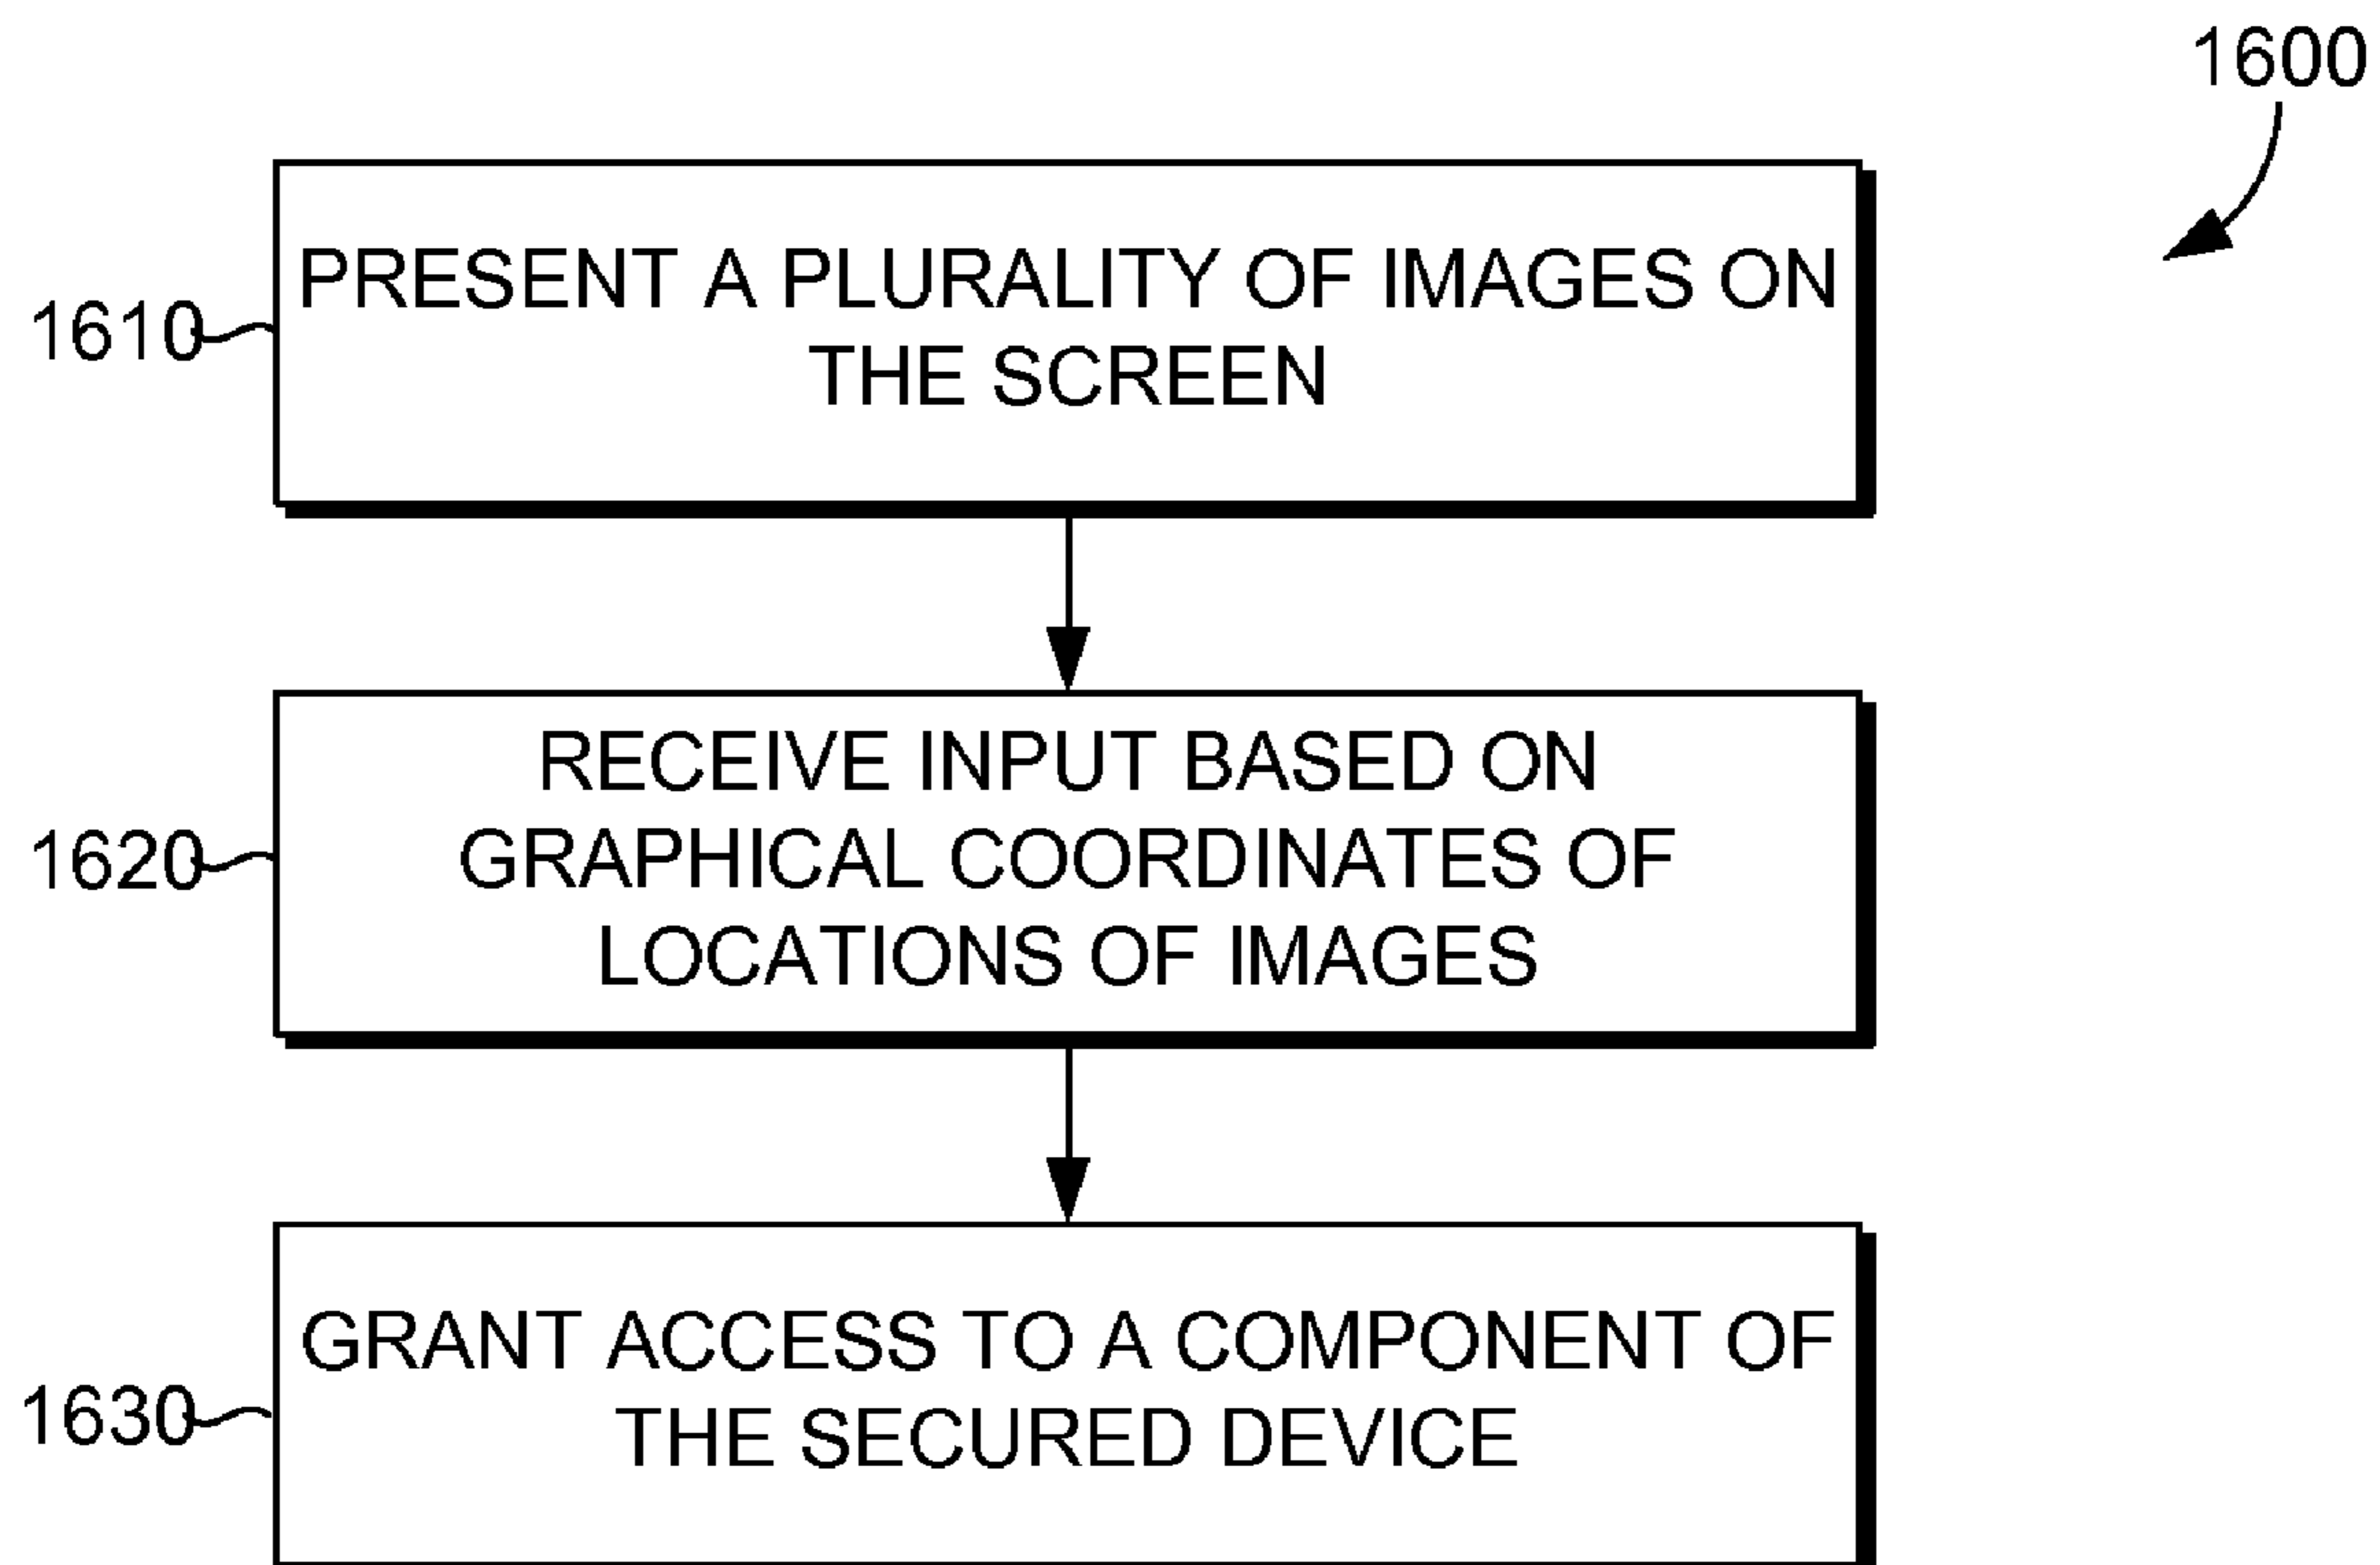 1600
1610
PRESENT A PLURALITY OF IMAGES ON
THE SCREEN
1620
RECEIVE INPUT BASED ON
GRAPHICAL COORDINATES OF
LOCATIONS OF IMAGES
1630
GRANT ACCESS TO A COMPONENT OF
THE SECURED DEVICE